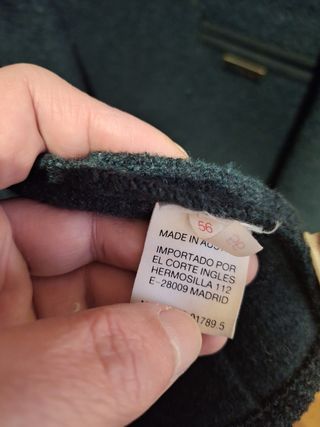 56
MADE IN
IMPORTADO POR
EL CORTE INGLES
HERMOSILLA 112
E-28009 MADRID
01789 5